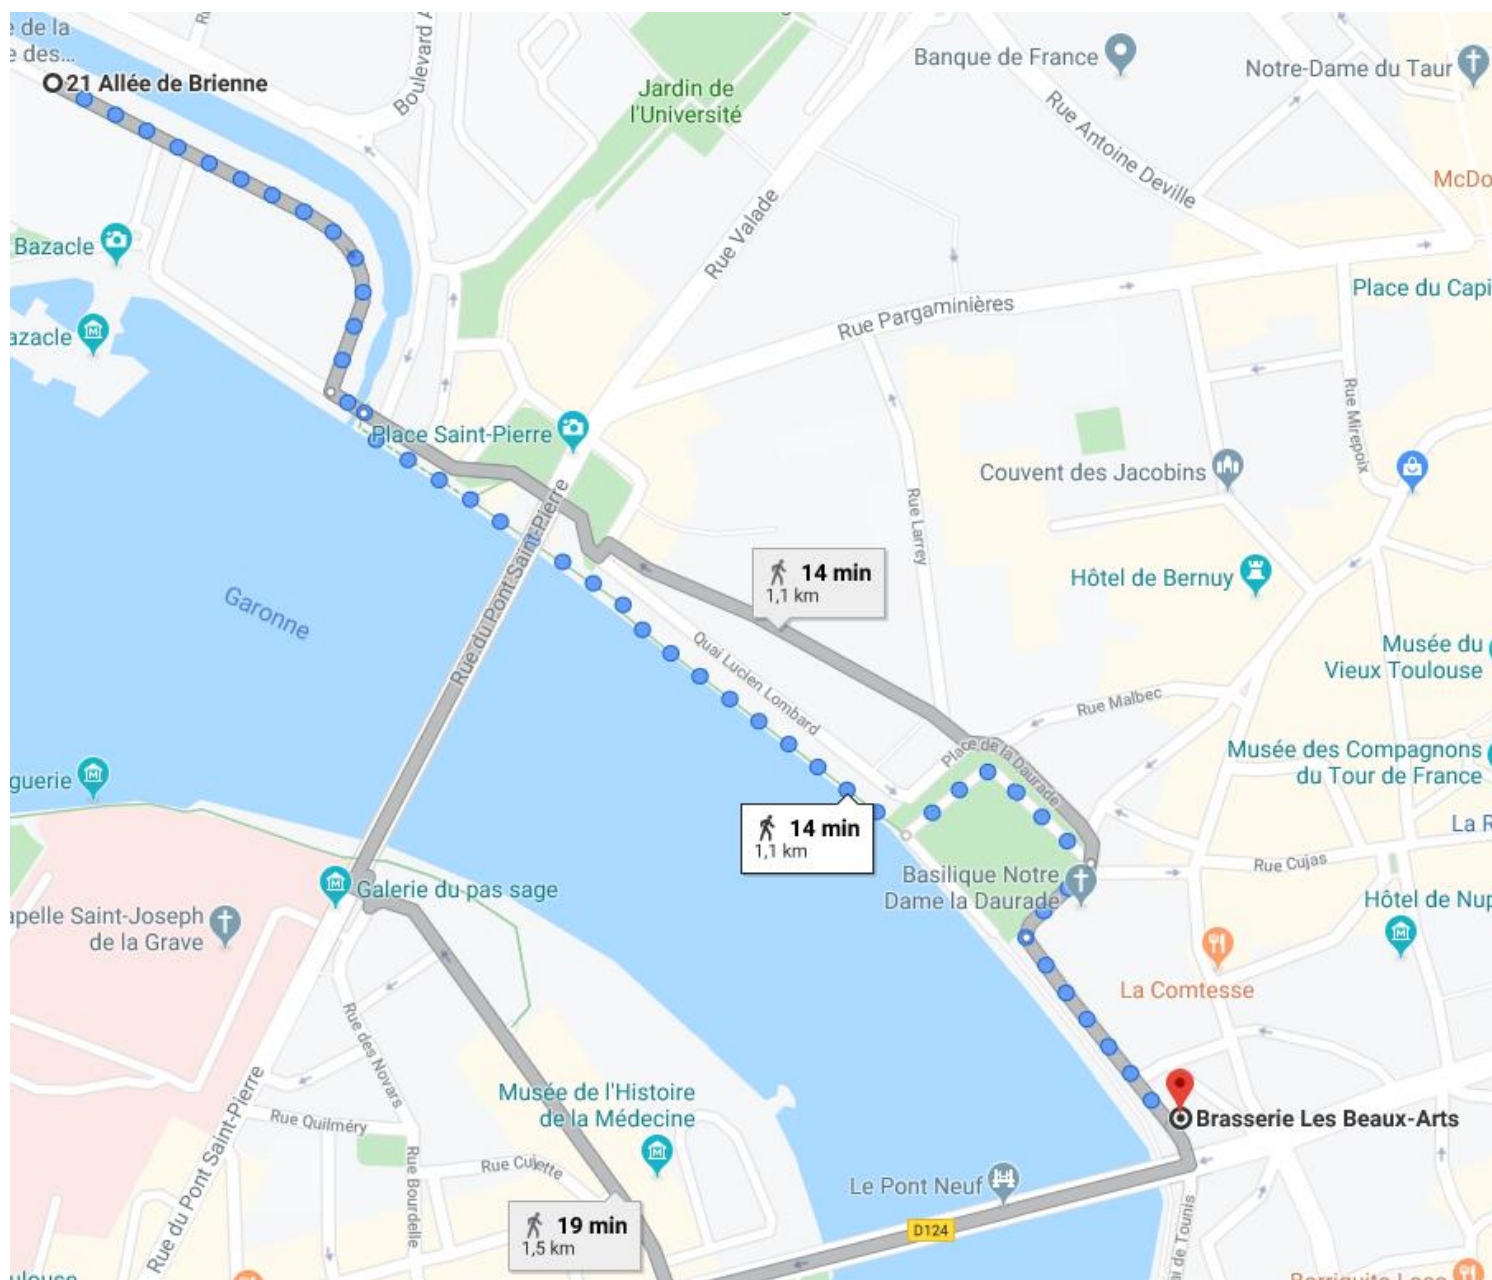 e de la
e des...
21 Allée de Brienne
Boulevard A
Jardin de
l'Université
Banque de France
Notre-Dame du Taur
Rue Antoine Deville
McDo
Bazacle
Rue Valade
Place du Capi
azacle
Rue Pargaminières
Rue Mirepoix
Place Saint-Pierre
Couvent des Jacobins
Rue Larrey
Rue du Pont Saint-Pierre
14 min
1,1 km
Hôtel de Bernuy
Garonne
Quai Lucien Lombard
Musée du
Vieux Toulouse
Rue Malbec
Place de la Daurade
Musée des Compagnons
du Tour de France
guerie
14 min
1,1 km
La R
Rue Cujas
Basilique Notre
Dame la Daurade
Galerie du pas sage
Hôtel de Nup
apelle Saint-Joseph
de la Grave
La Comtesse
Rue des Novars
Musée de l'Histoire
de la Médecine
Brasserie Les Beaux-Arts
Rue Quilméry
Rue du Pont Saint-Pierre
Rue Bourdelle
Rue Cujette
Le Pont Neuf
19 min
1,5 km
D124
ai de Tounis
ulouse